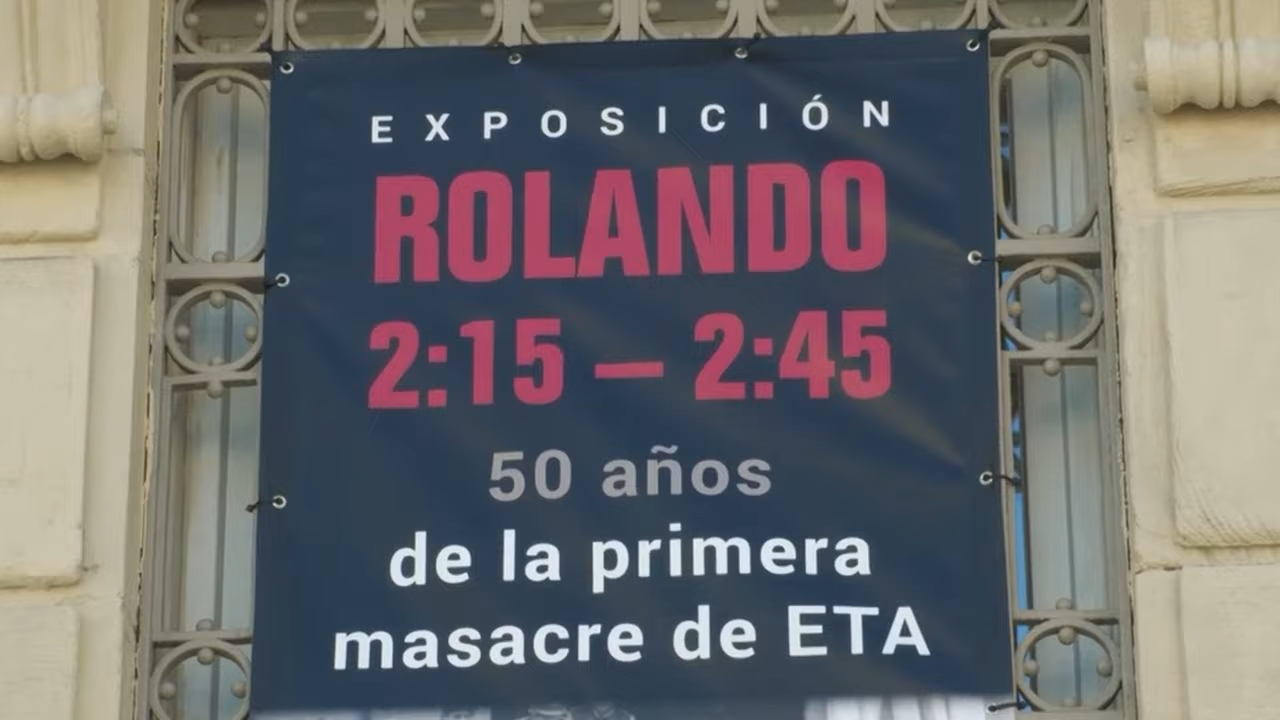 EXPOSICIÓN
ROLANDO
2:15 – 2:45
50 años
de la primera
masacre de ETA